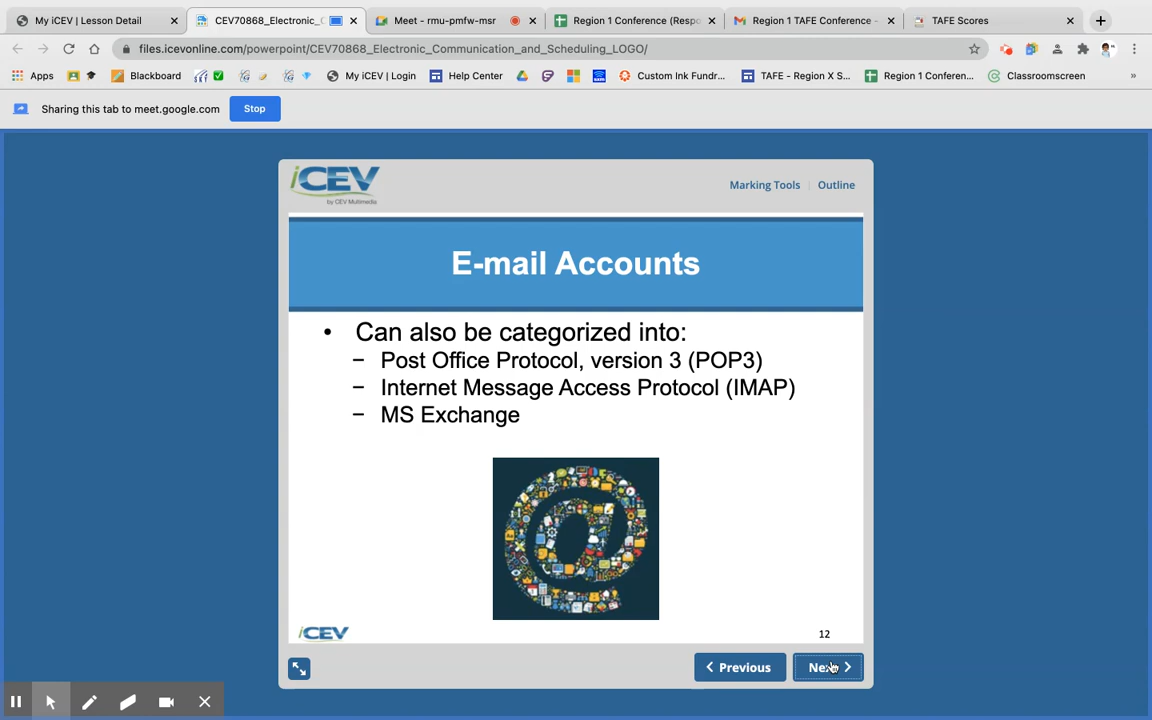 My iCEV | Lesson Detail
CEV70868_Electronic_C
Meet - rmu-pmfw-msr
Region 1 Conference (Respo
Region 1 TAFE Conference -
TAFE Scores
files.icevonline.com/powerpoint/CEV70868_Electronic_Communication_and_Scheduling_LOGO/
Apps
Blackboard
My iCEV | Login
Help Center
Custom Ink Fundr...
TAFE - Region X S...
Region 1 Conferen...
Classroomscreen
»
Sharing this tab to meet.google.com
Stop
iCEV
by CEV Multimedia
Marking Tools | Outline
E-mail Accounts
• Can also be categorized into:
– Post Office Protocol, version 3 (POP3)
– Internet Message Access Protocol (IMAP)
– MS Exchange
iCEV
12
Previous
Next